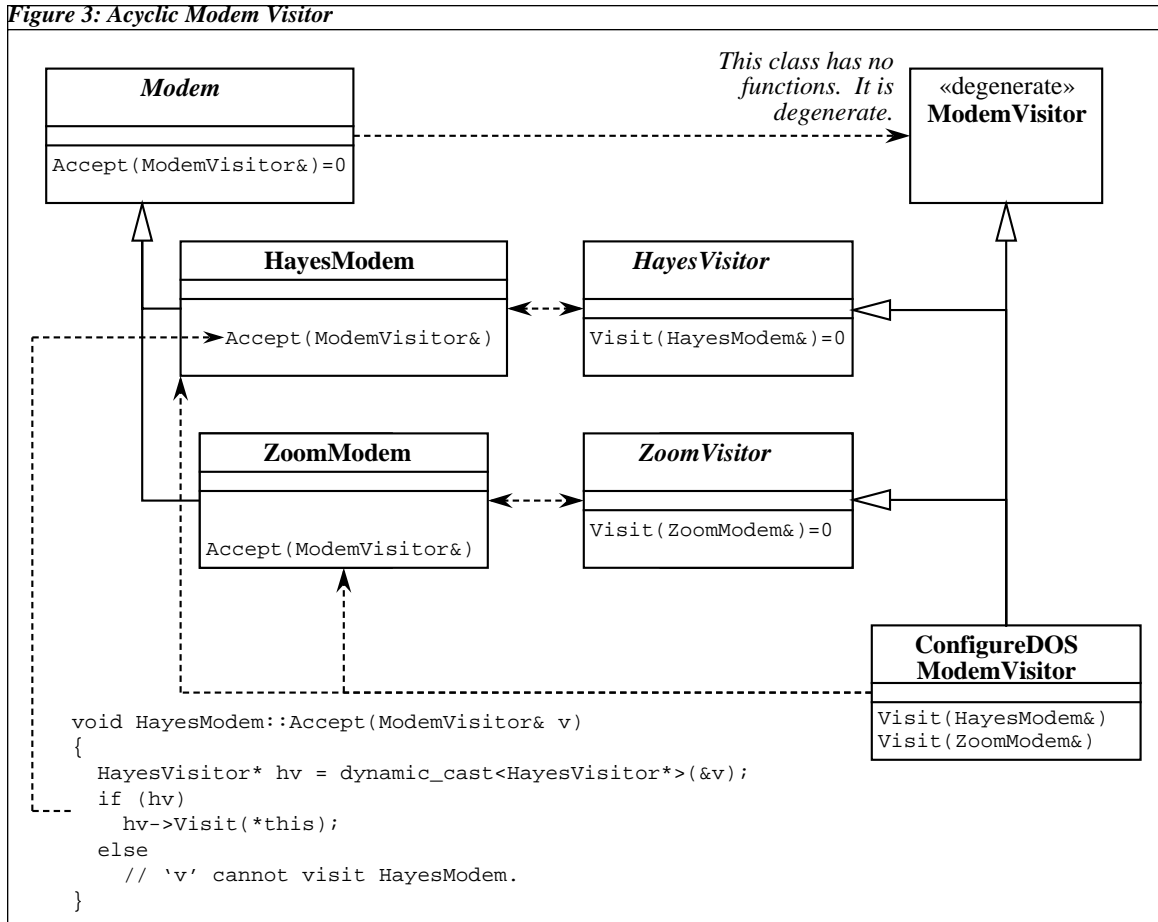 Figure 3: Acyclic Modem Visitor
Modem
Accept(ModemVisitor&)=0
This class has no
functions. It is
degenerate.
«degenerate»
ModemVisitor
HayesModem
Accept(ModemVisitor&)
HayesVisitor
Visit(HayesModem&)=0
ZoomModem
Accept(ModemVisitor&)
ZoomVisitor
Visit(ZoomModem&)=0
ConfigureDOS
ModemVisitor
Visit(HayesModem&)
Visit(ZoomModem&)
void HayesModem::Accept(ModemVisitor& v)
{
  HayesVisitor* hv = dynamic_cast<HayesVisitor*>(&v);
  if (hv)
    hv->Visit(*this);
  else
    // ‘v’ cannot visit HayesModem.
}